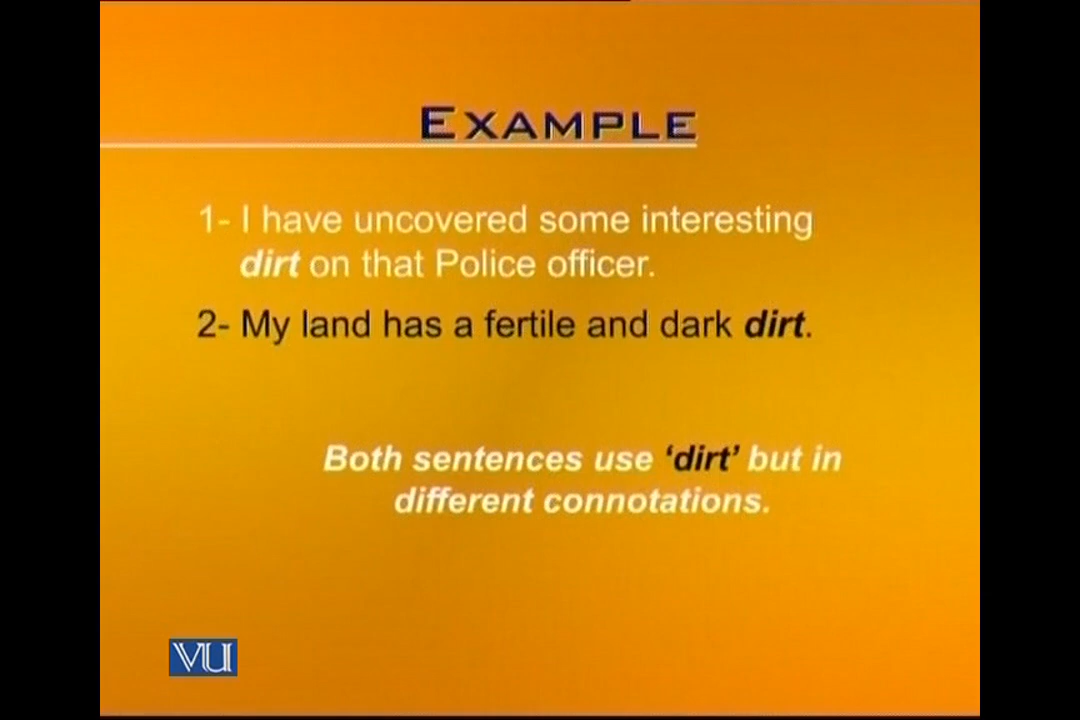 EXAMPLE
1- I have uncovered some interesting
dirt on that Police officer.
2- My land has a fertile and dark dirt.
Both sentences use ‘dirt’ but in
different connotations.
VU